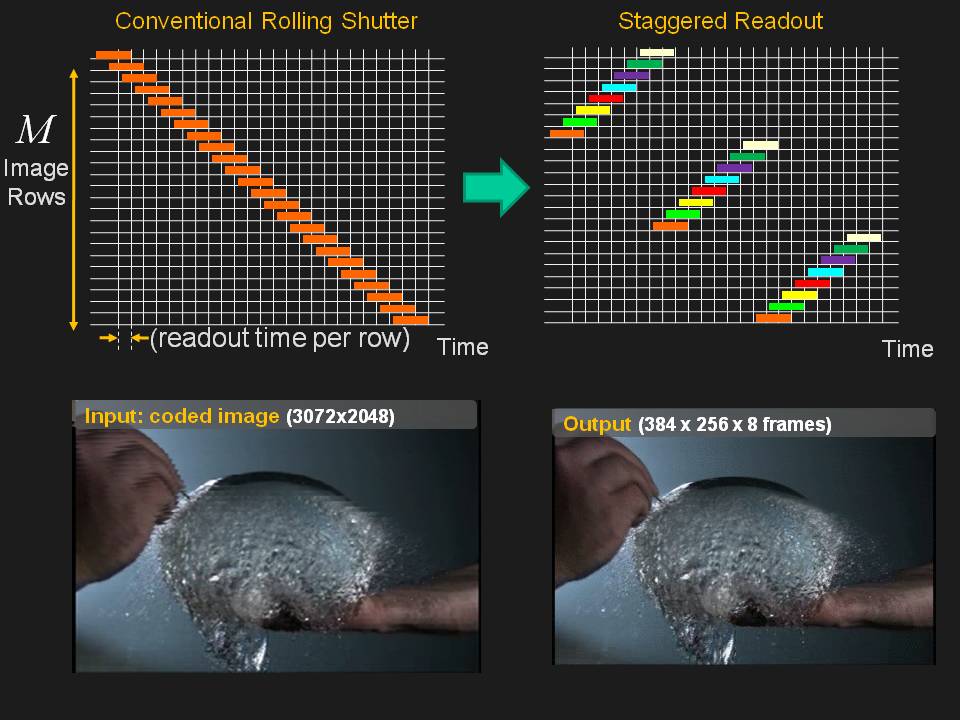 Conventional Rolling Shutter
Staggered Readout
M
Image
Rows
(readout time per row)
Time
Time
Input: coded image (3072x2048)
Output (384 x 256 x 8 frames)